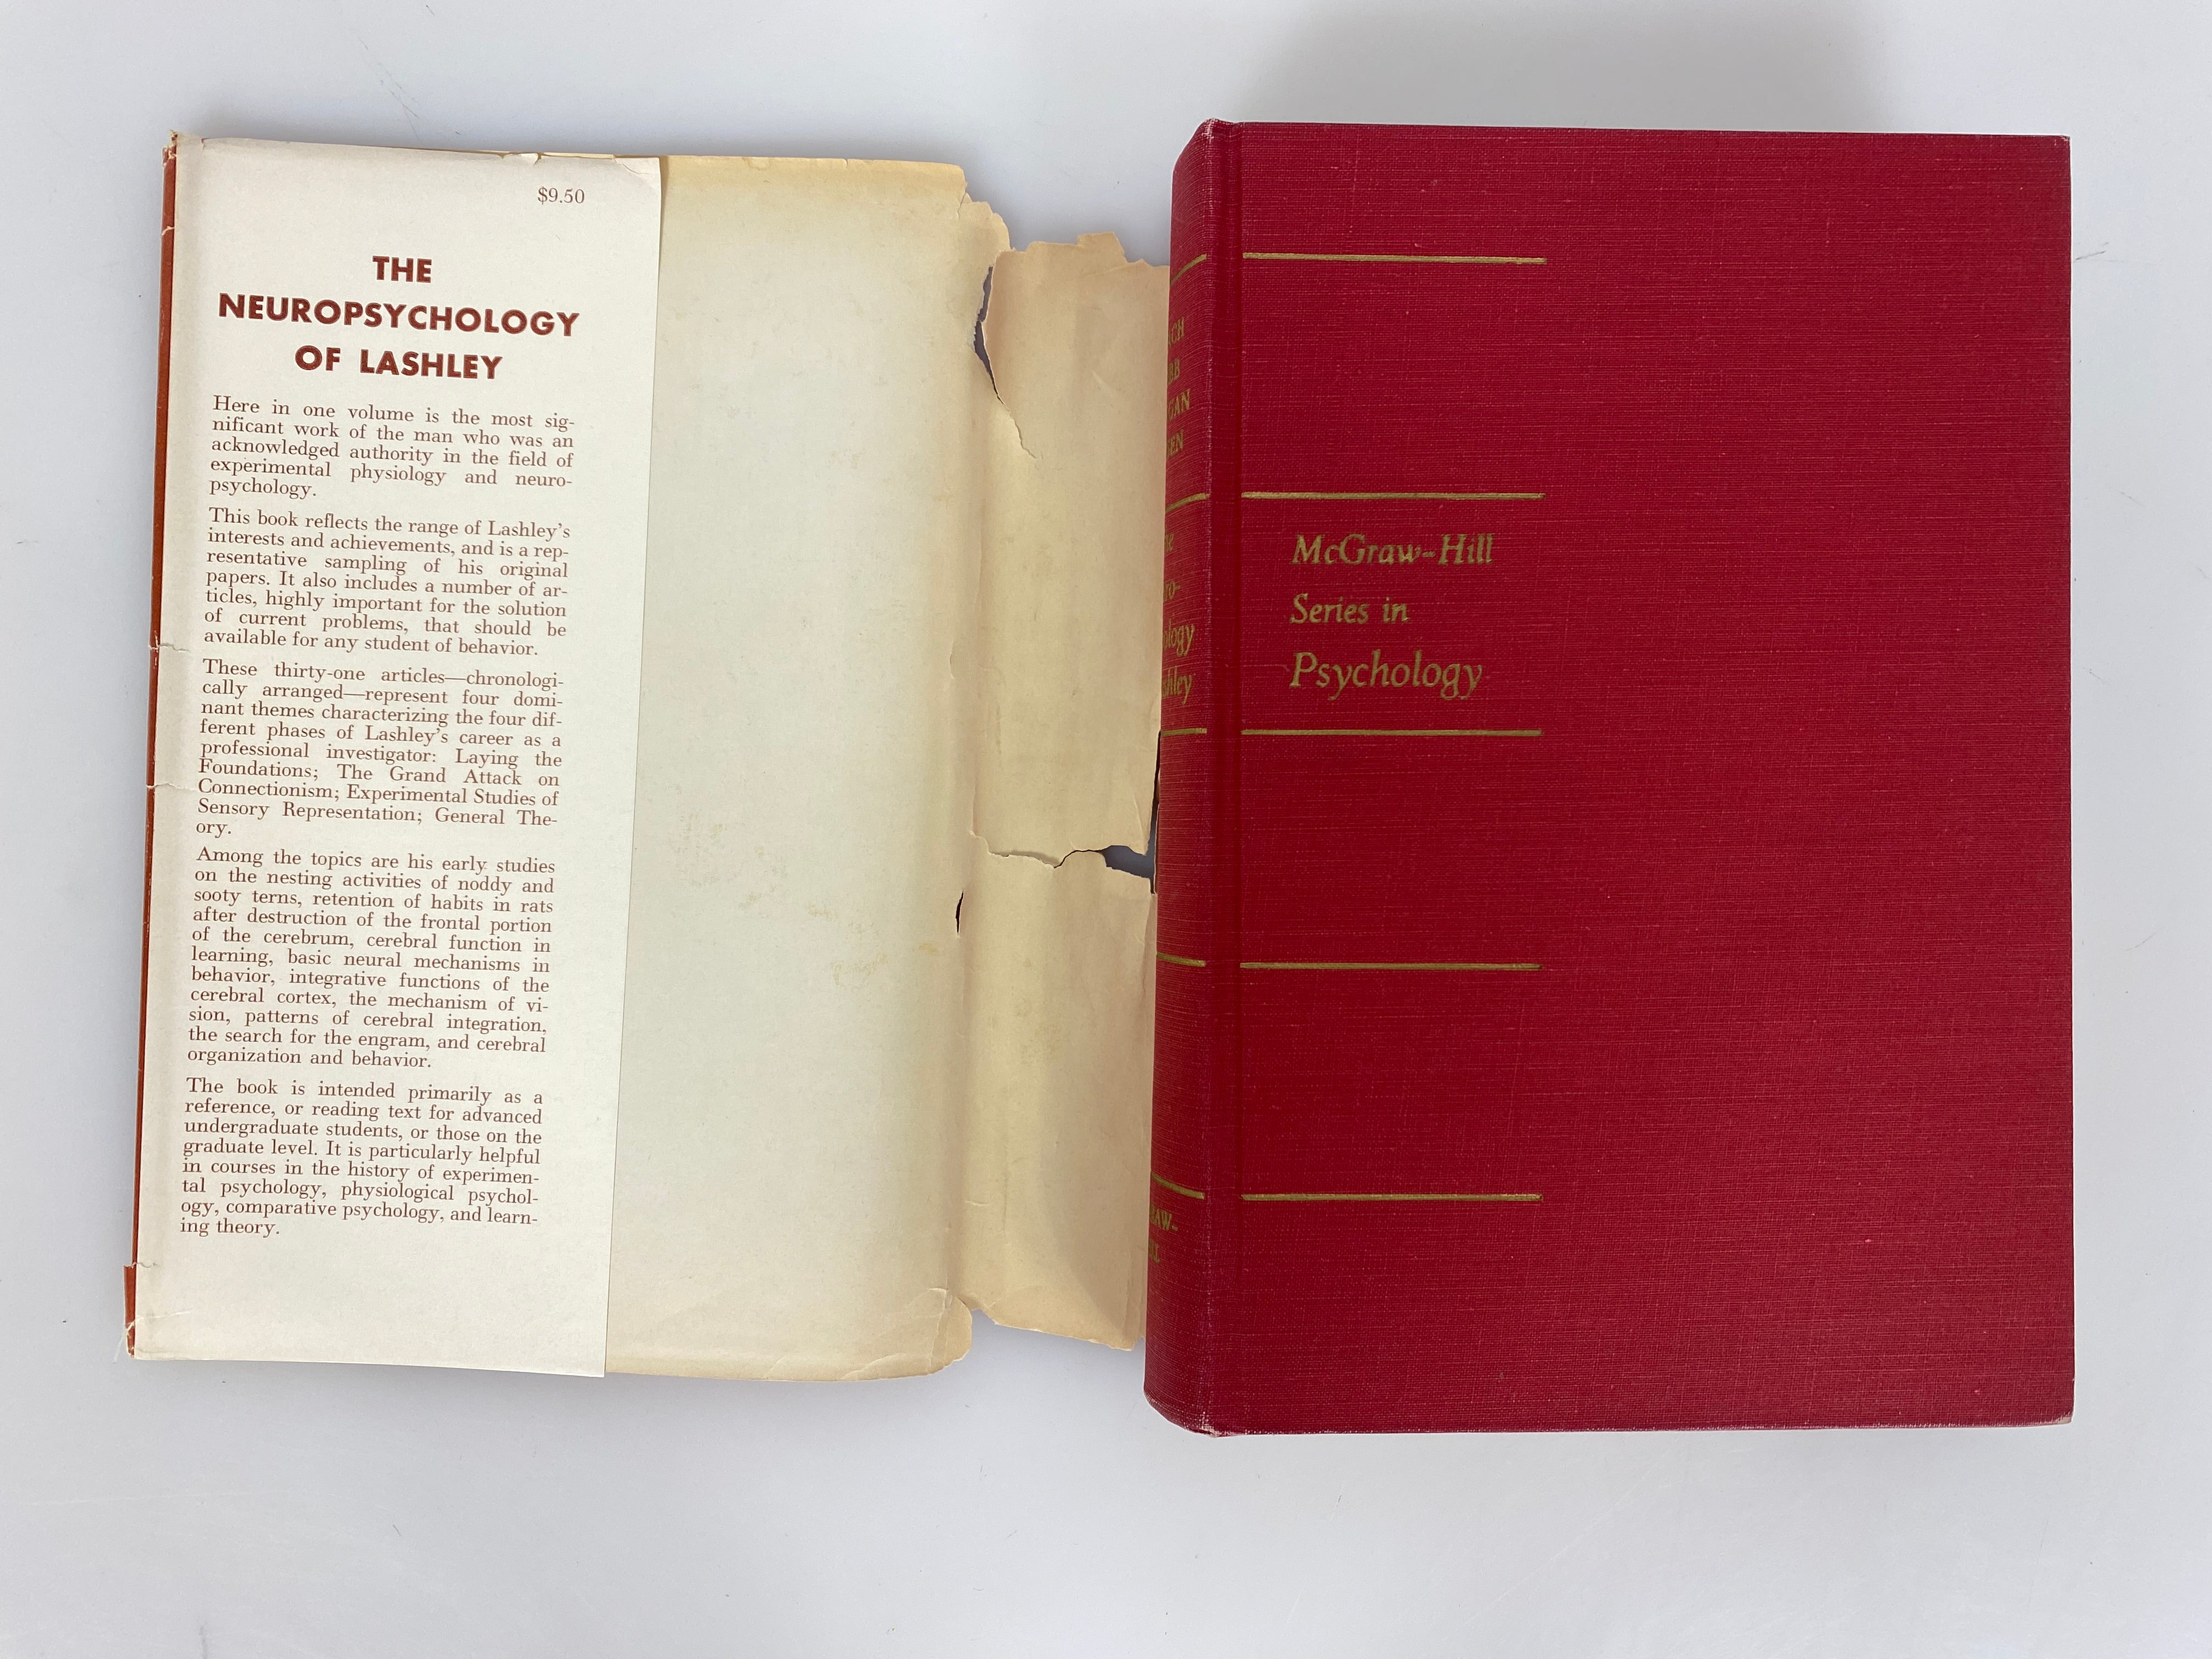 $9.50
THE
NEUROPSYCHOLOGY
OF LASHLEY
Here in one volume is the most sig-
nificant work of the man who was an
acknowledged authority in the field of
experimental physiology and neuro-
psychology.
This book reflects the range of Lashley's
interests and achievements, and is a rep-
resentative sampling of his original
papers. It also includes a number of ar-
ticles, highly important for the solution
of current problems, that should be
available for any student of behavior.
These thirty-one articles—chronologi-
cally arranged—represent four domi-
nant themes characterizing the four dif-
ferent phases of Lashley's career as a
professional investigator: Laying the
Foundations; The Grand Attack on
Connectionism; Experimental Studies of
Sensory Representation; General The-
ory.
Among the topics are his early studies
on the nesting activities of noddy and
sooty terns, retention of habits in rats
after destruction of the frontal portion
of the cerebrum, cerebral function in
learning, basic neural mechanisms in
behavior, integrative functions of the
cerebral cortex, the mechanism of vi-
sion, patterns of cerebral integration,
the search for the engram, and cerebral
organization and behavior.
The book is intended primarily as a
reference, or reading text for advanced
undergraduate students, or those on the
graduate level. It is particularly helpful
in courses in the history of experimen-
tal psychology, physiological psychol-
ogy, comparative psychology, and learn-
ing theory.
McGraw-Hill
Series in
Psychology